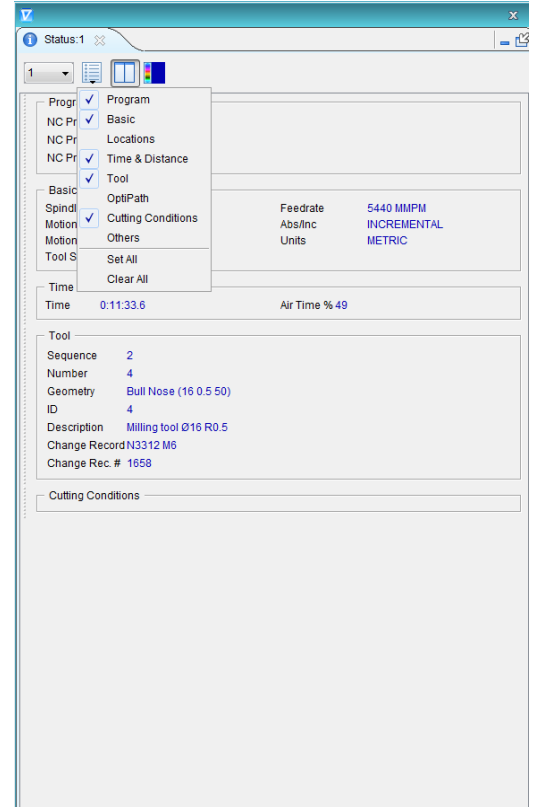 x
Status:1
1
Progr
NC Pr
NC Pr
NC Pr
Program
Basic
Locations
Time & Distance
Tool
OptiPath
Cutting Conditions
Others
Set All
Clear All
Basic
Spindl
Feedrate 5440 MMPM
Motion
Abs/Inc INCREMENTAL
Motion
Units METRIC
Tool S
Time
Time 0:11:33.6 Air Time % 49
Tool
Sequence 2
Number 4
Geometry Bull Nose (16 0.5 50)
ID 4
Description Milling tool Ø16 R0.5
Change Record N3312 M6
Change Rec. # 1658
Cutting Conditions